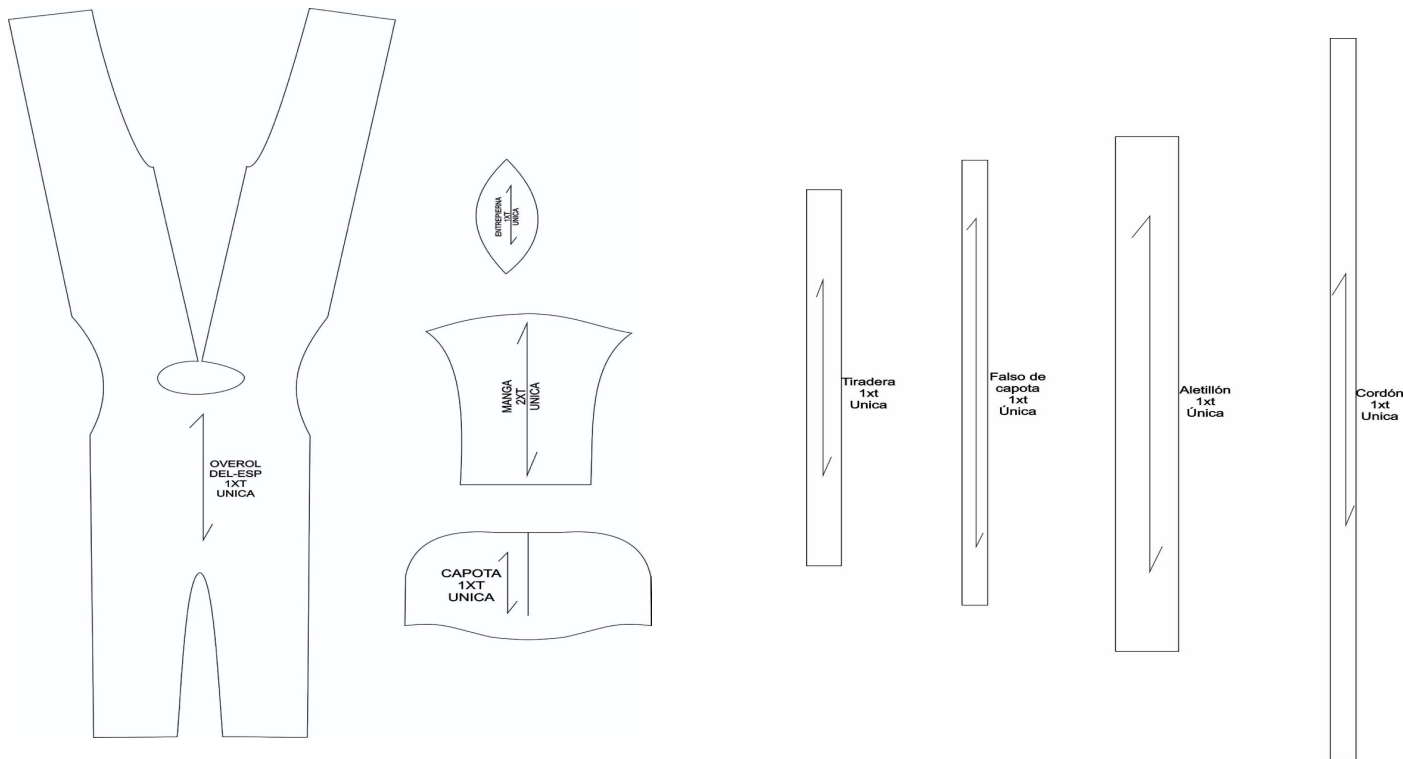 OVEROL
DEL-ESP
1XT
UNICA
ENTREPIERNA
1XT
UNICA
MANGA
2XT
UNICA
CAPOTA
1XT
UNICA
Tiradera
1xt
Unica
Falso de
capota
1xt
Única
Aletillón
1xt
Única
Cordón
1xt
Unica